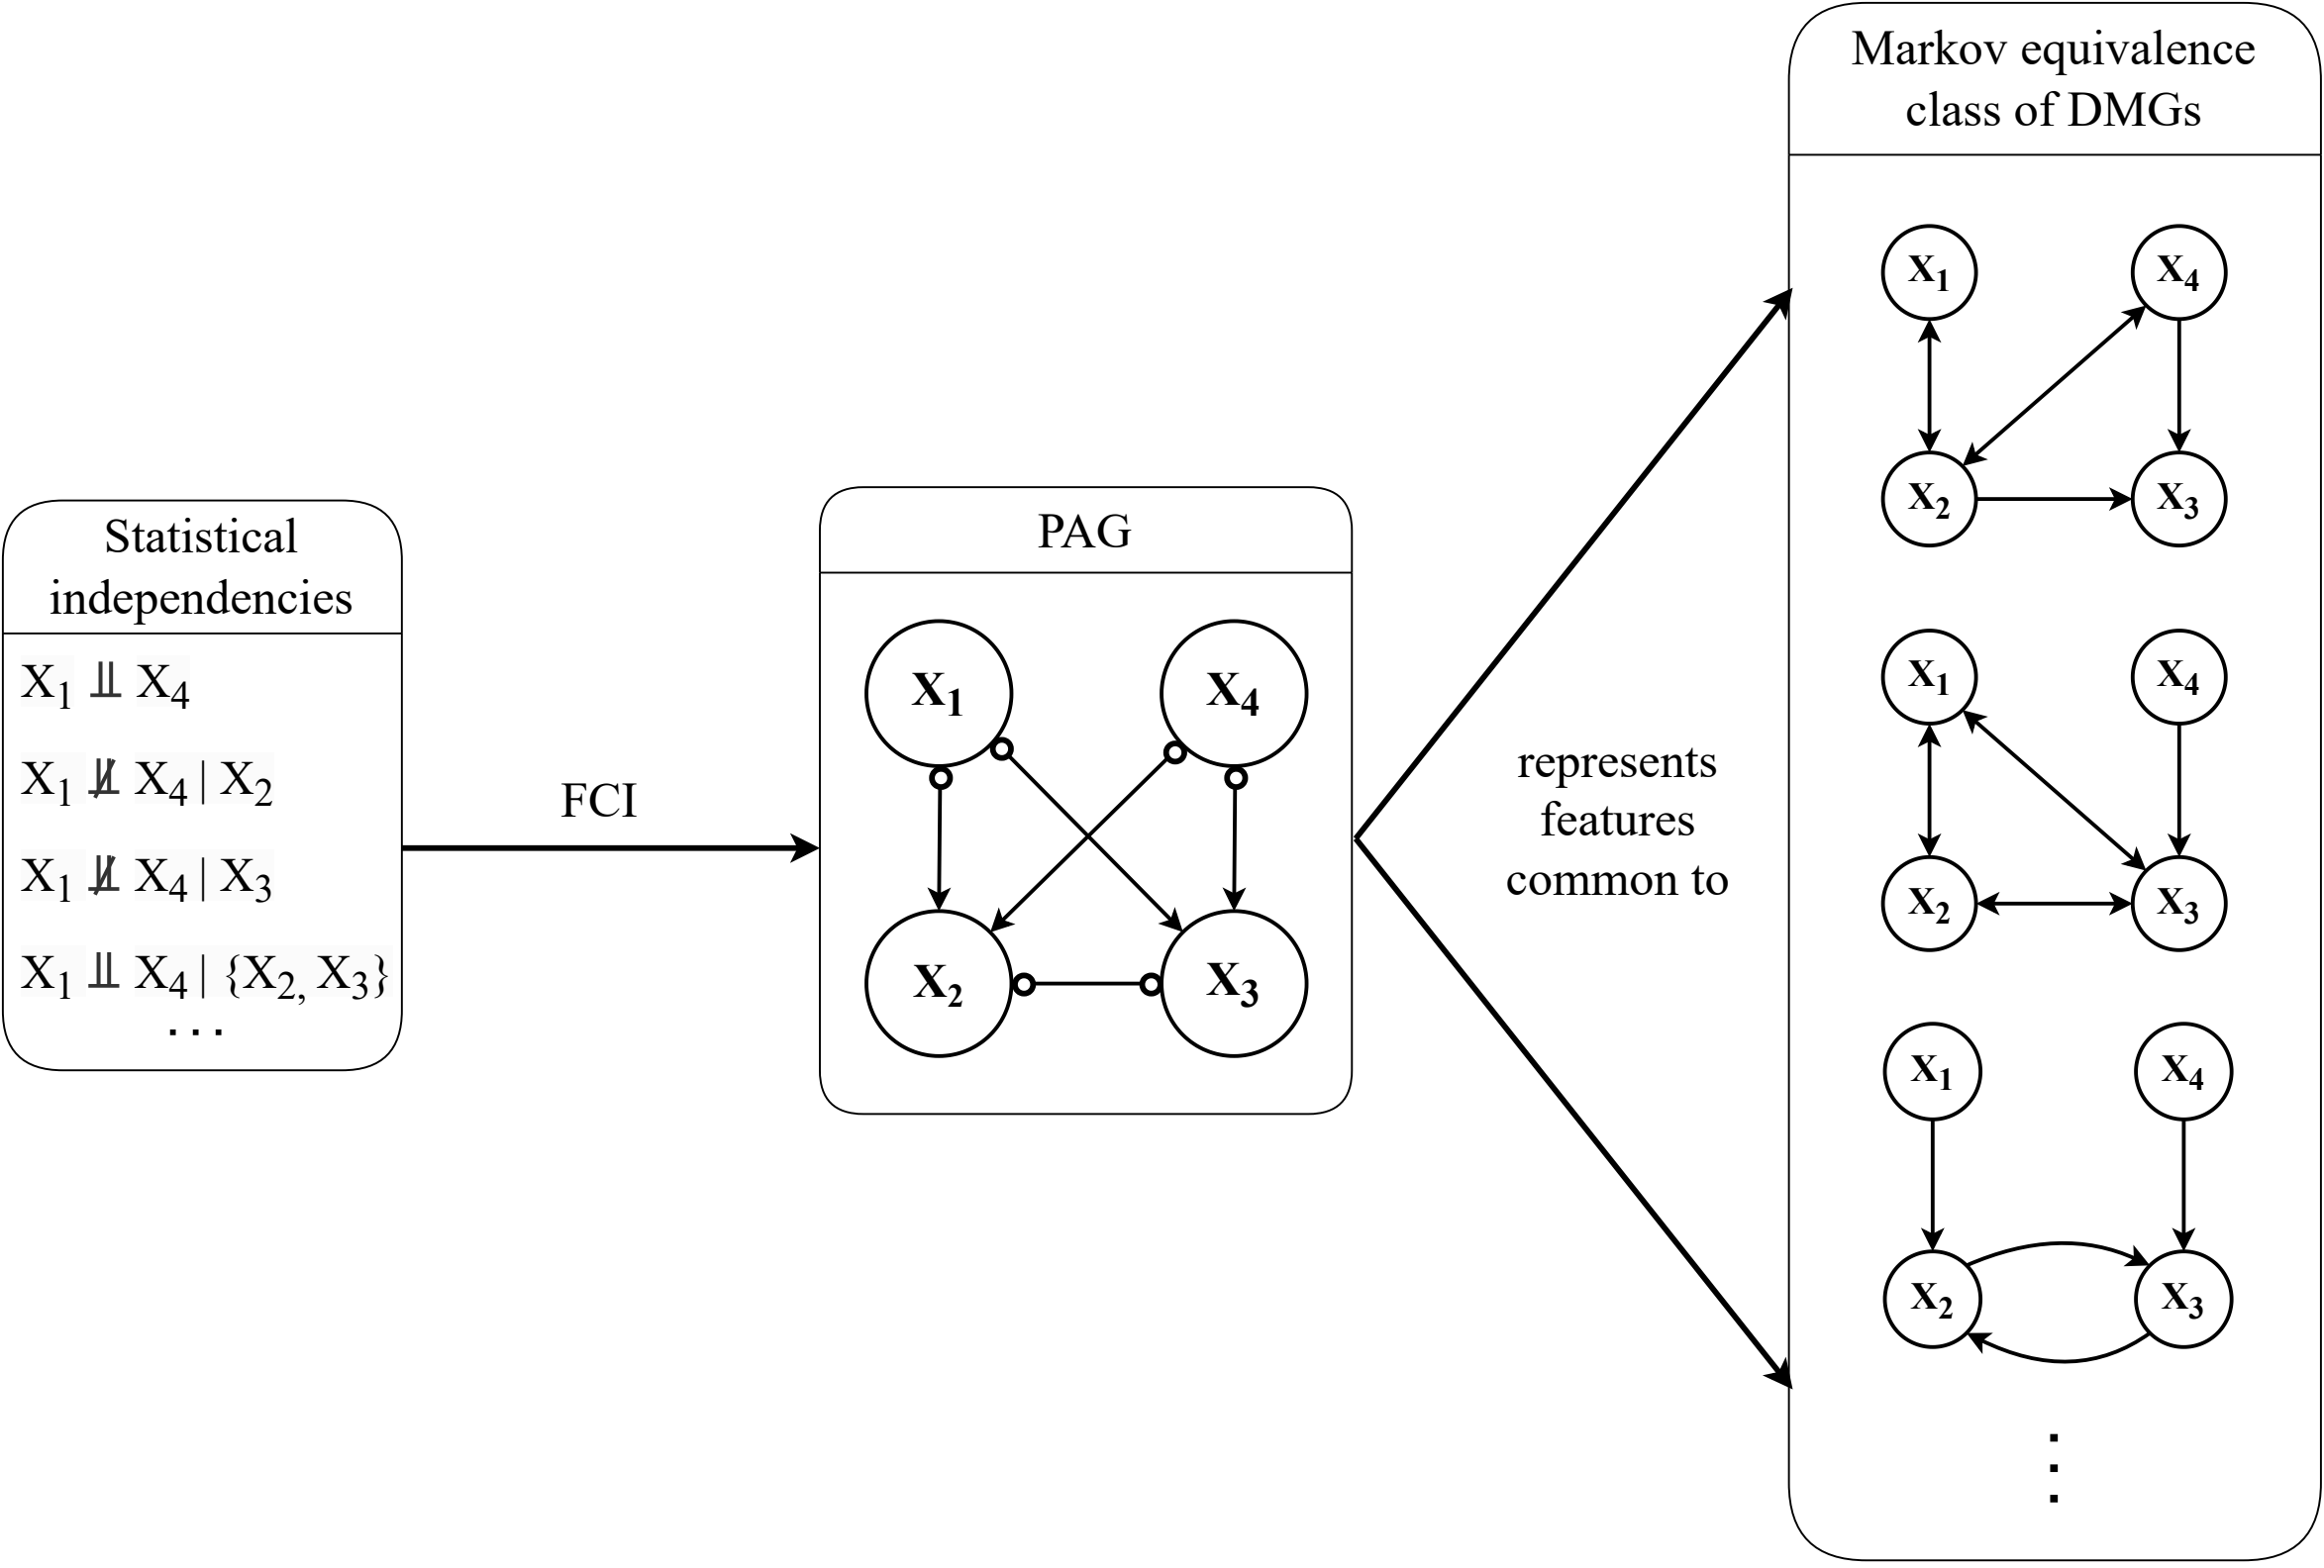 Statistical
independencies
X₁ ⫫ X₄
X₁ ⫫̸ X₄ | X₂
X₁ ⫫̸ X₄ | X₃
X₁ ⫫ X₄ | {X₂, X₃}
...
FCI
PAG
X₁ X₄
X₂ X₃
represents
features
common to
Markov equivalence
class of DMGs
X₁ X₄
X₂ X₃
X₁ X₄
X₂ X₃
X₁ X₄
X₂ X₃
⋮